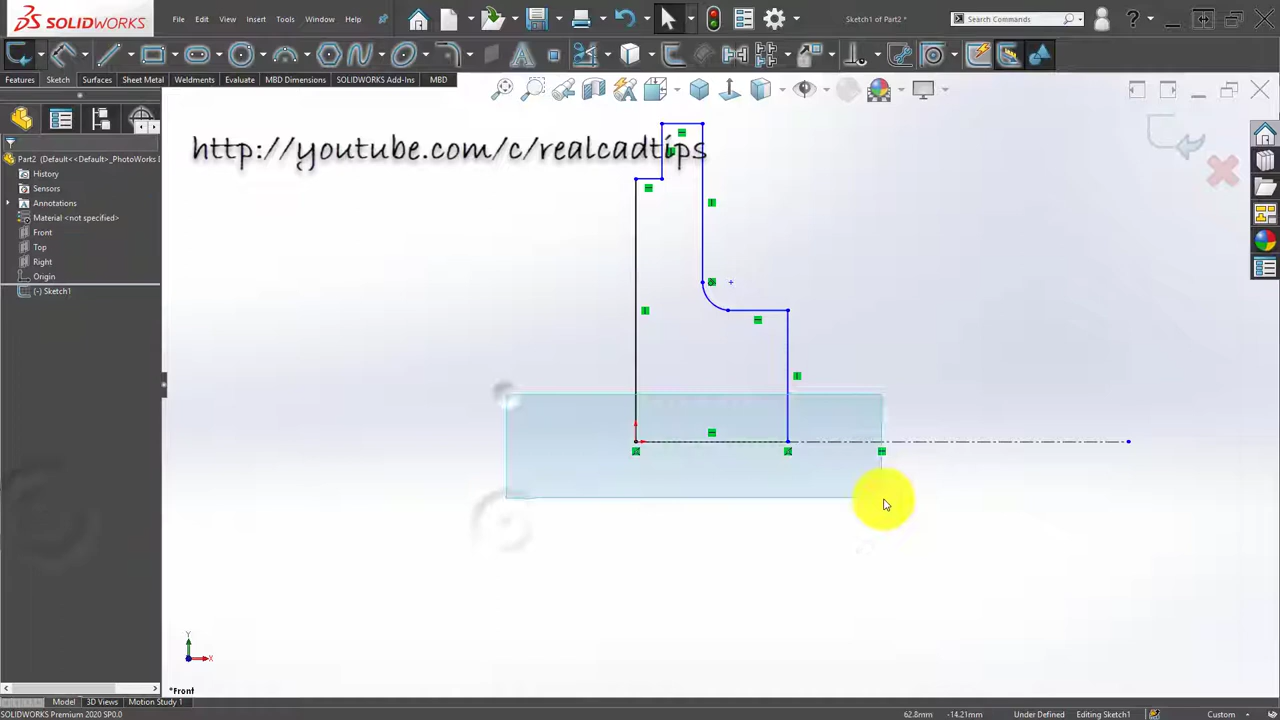 SOLIDWORKS
File Edit View Insert Tools Window Help
Sketch1 of Part2 *
Search Commands
Features Sketch Surfaces Sheet Metal Weldments Evaluate MBD Dimensions SOLIDWORKS Add-Ins MBD
http://youtube.com/c/realcadtips
Part2 (Default<<Default>_PhotoWorks D
History
Sensors
Annotations
Material <not specified>
Front
Top
Right
Origin
(-) Sketch1
Y
X
*Front
Model 3D Views Motion Study 1
SOLIDWORKS Premium 2020 SP0.0
62.8mm -14.21mm Under Defined Editing Sketch1 Custom